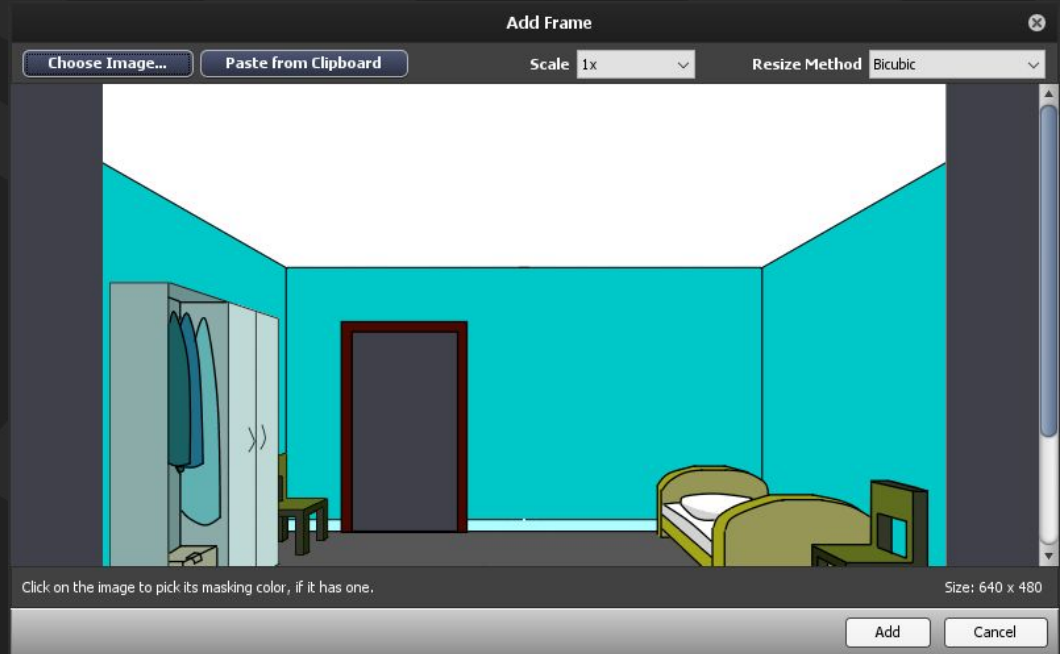 Add Frame
Choose Image... Paste from Clipboard Scale 1x Resize Method Bicubic
Click on the image to pick its masking color, if it has one. Size: 640 x 480
Add Cancel